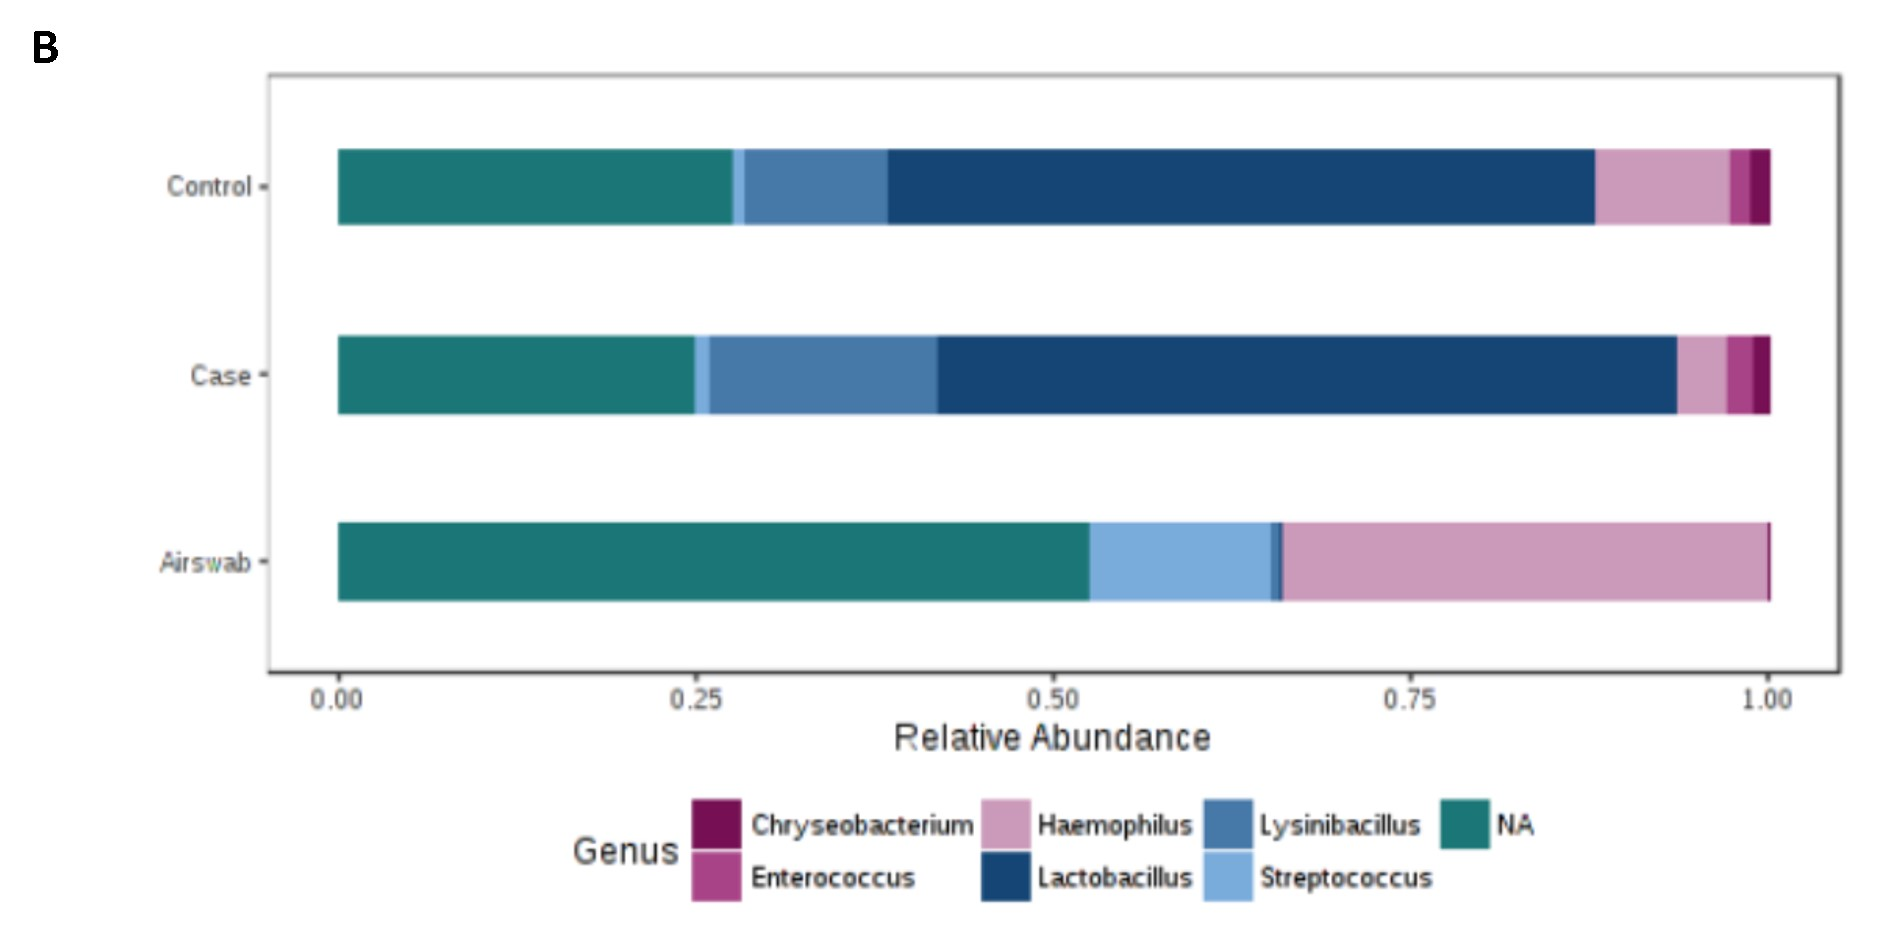 B
Control
Case
Airswab
0.00 0.25 0.50 0.75 1.00
Relative Abundance
Genus
Chryseobacterium Haemophilus Lysinibacillus NA
Enterococcus Lactobacillus Streptococcus